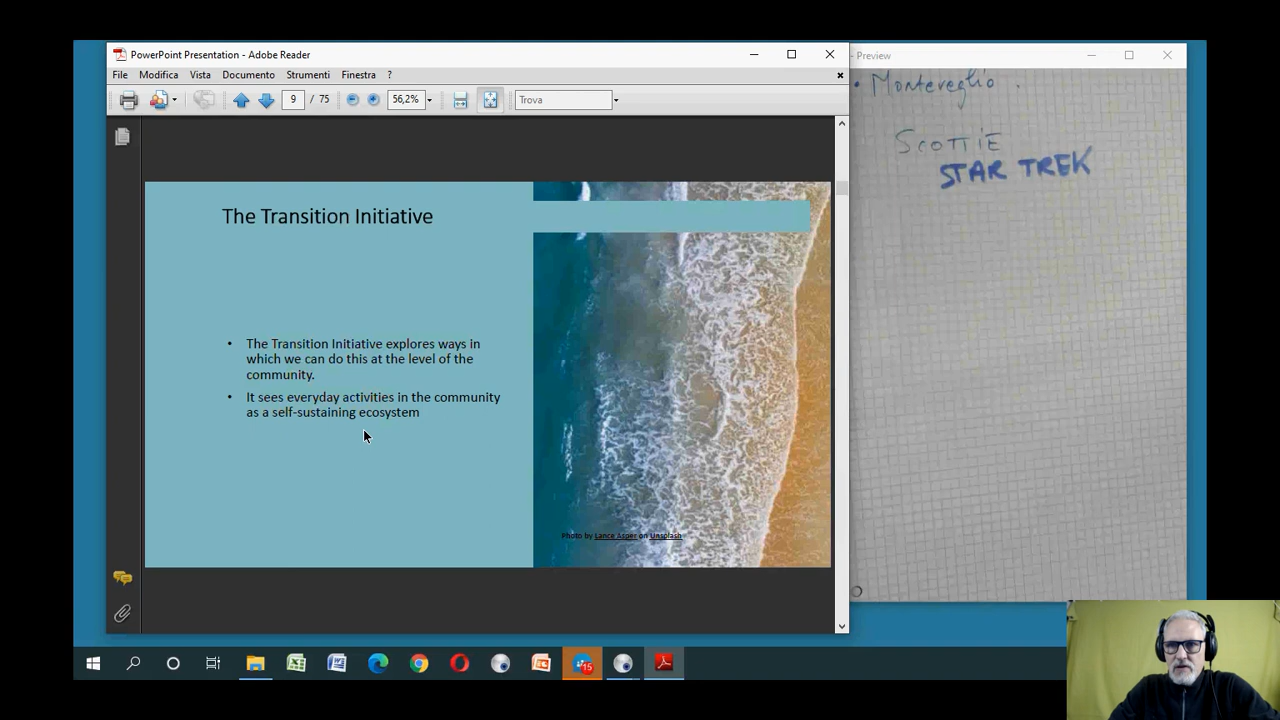 PowerPoint Presentation - Adobe Reader
- Preview
File Modifica Vista Documento Strumenti Finestra ?
9 / 75 56,2% Trova
• Montereglio .
SCOTTIE
STAR TREK
The Transition Initiative
• The Transition Initiative explores ways in
which we can do this at the level of the
community.
• It sees everyday activities in the community
as a self-sustaining ecosystem
Photo by Lance Asper on Unsplash
15